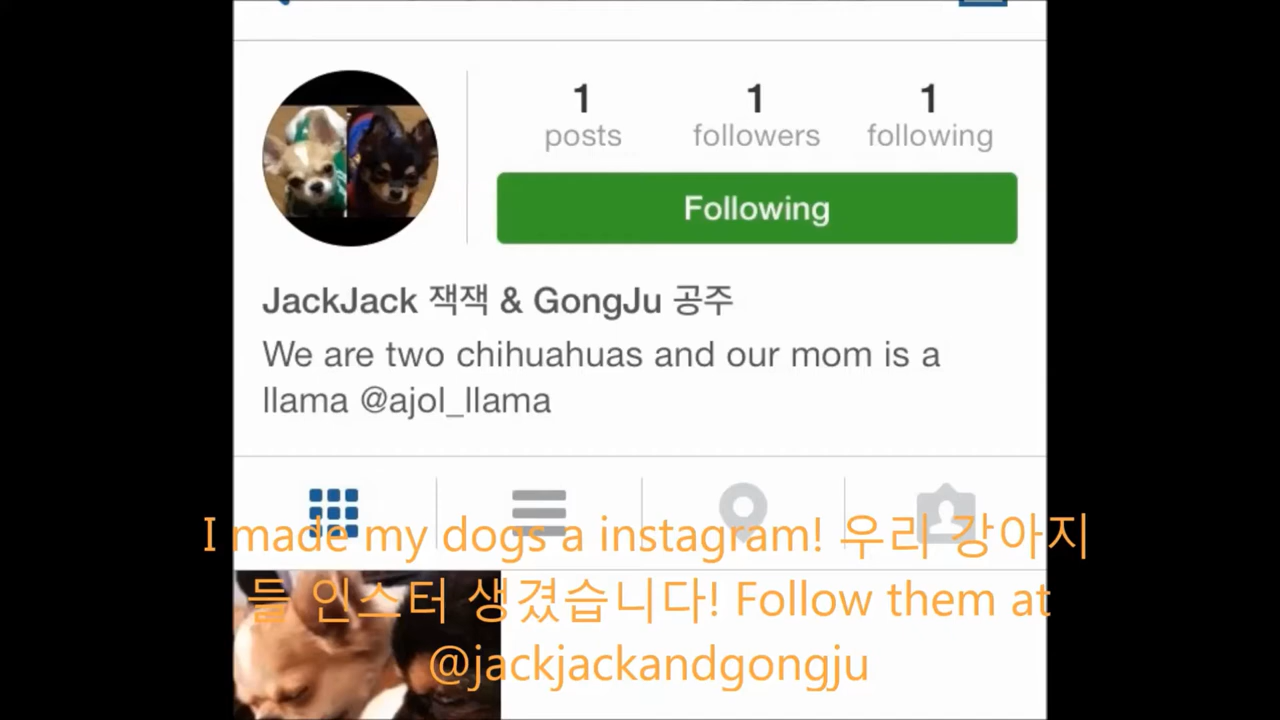 1 1 1
posts followers following
Following
JackJack 잭잭 & GongJu 공주
We are two chihuahuas and our mom is a
llama @ajol_llama
I made my dogs a instagram! 우리 강아지
들 인스터 생겼습니다! Follow them at
@jackjackandgongju